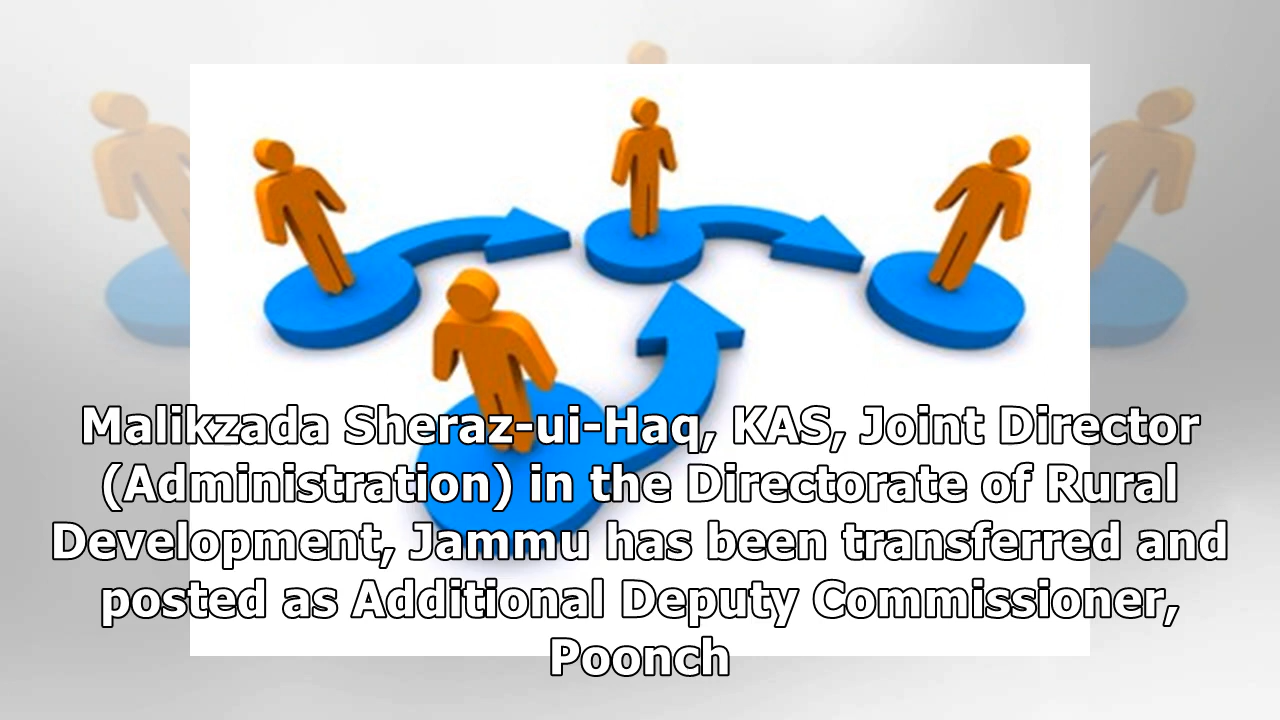 Malikzada Sheraz-ui-Haq, KAS, Joint Director
(Administration) in the Directorate of Rural
Development, Jammu has been transferred and
posted as Additional Deputy Commissioner,
Poonch